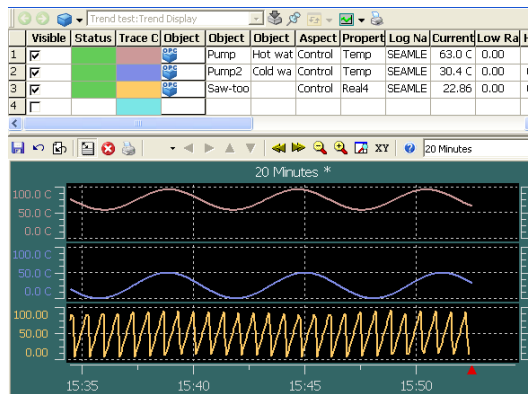 Trend test:Trend Display
Visible Status Trace C Object Object Object Aspect Propert Log Na Current Low Ra H
1 OPC Pump Hot wat Control Temp SEAMLE 63.0 C 0.00
2 OPC Pump2 Cold wa Control Temp SEAMLE 30.4 C 0.00
3 OPC Saw-too Control Real4 SEAMLE 22.86 0.00
4
XY 20 Minutes
20 Minutes *
100.0 C
50.0 C
0.0 C
100.0 C
50.0 C
0.0 C
100.00
50.00
0.00
15:35 15:40 15:45 15:50